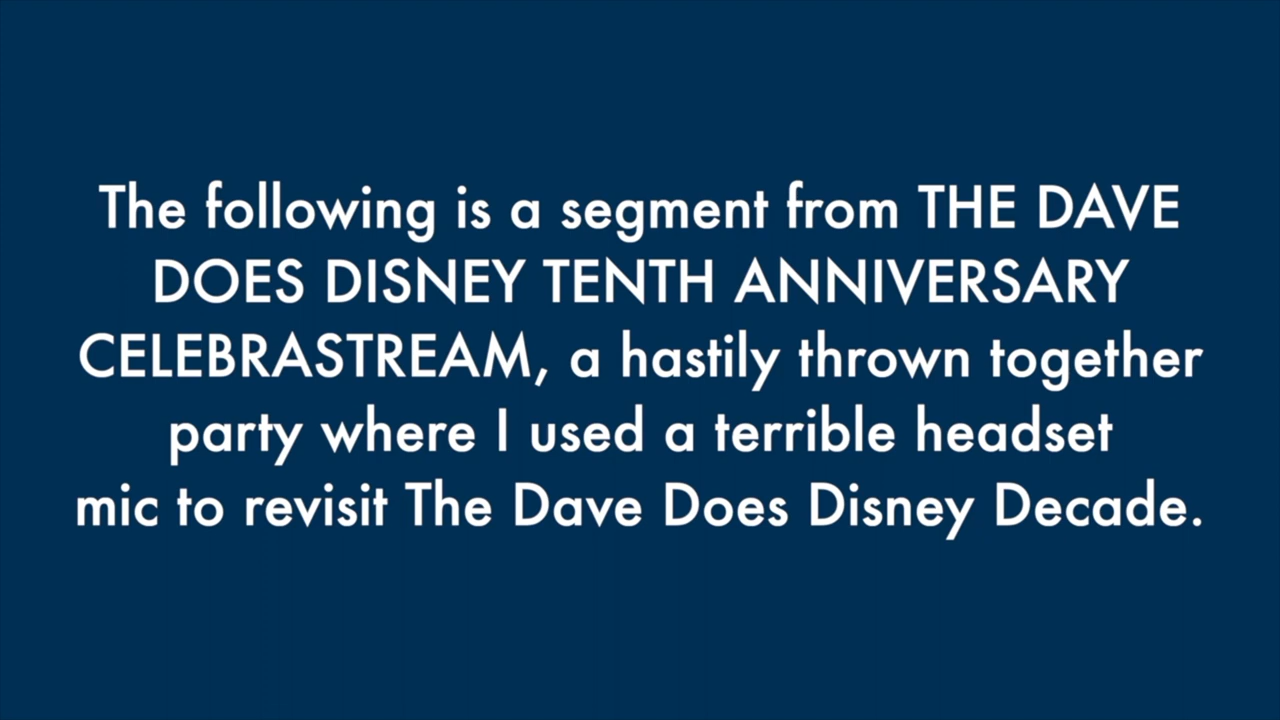 The following is a segment from THE DAVE
DOES DISNEY TENTH ANNIVERSARY
CELEBRASTREAM, a hastily thrown together
party where I used a terrible headset
mic to revisit The Dave Does Disney Decade.